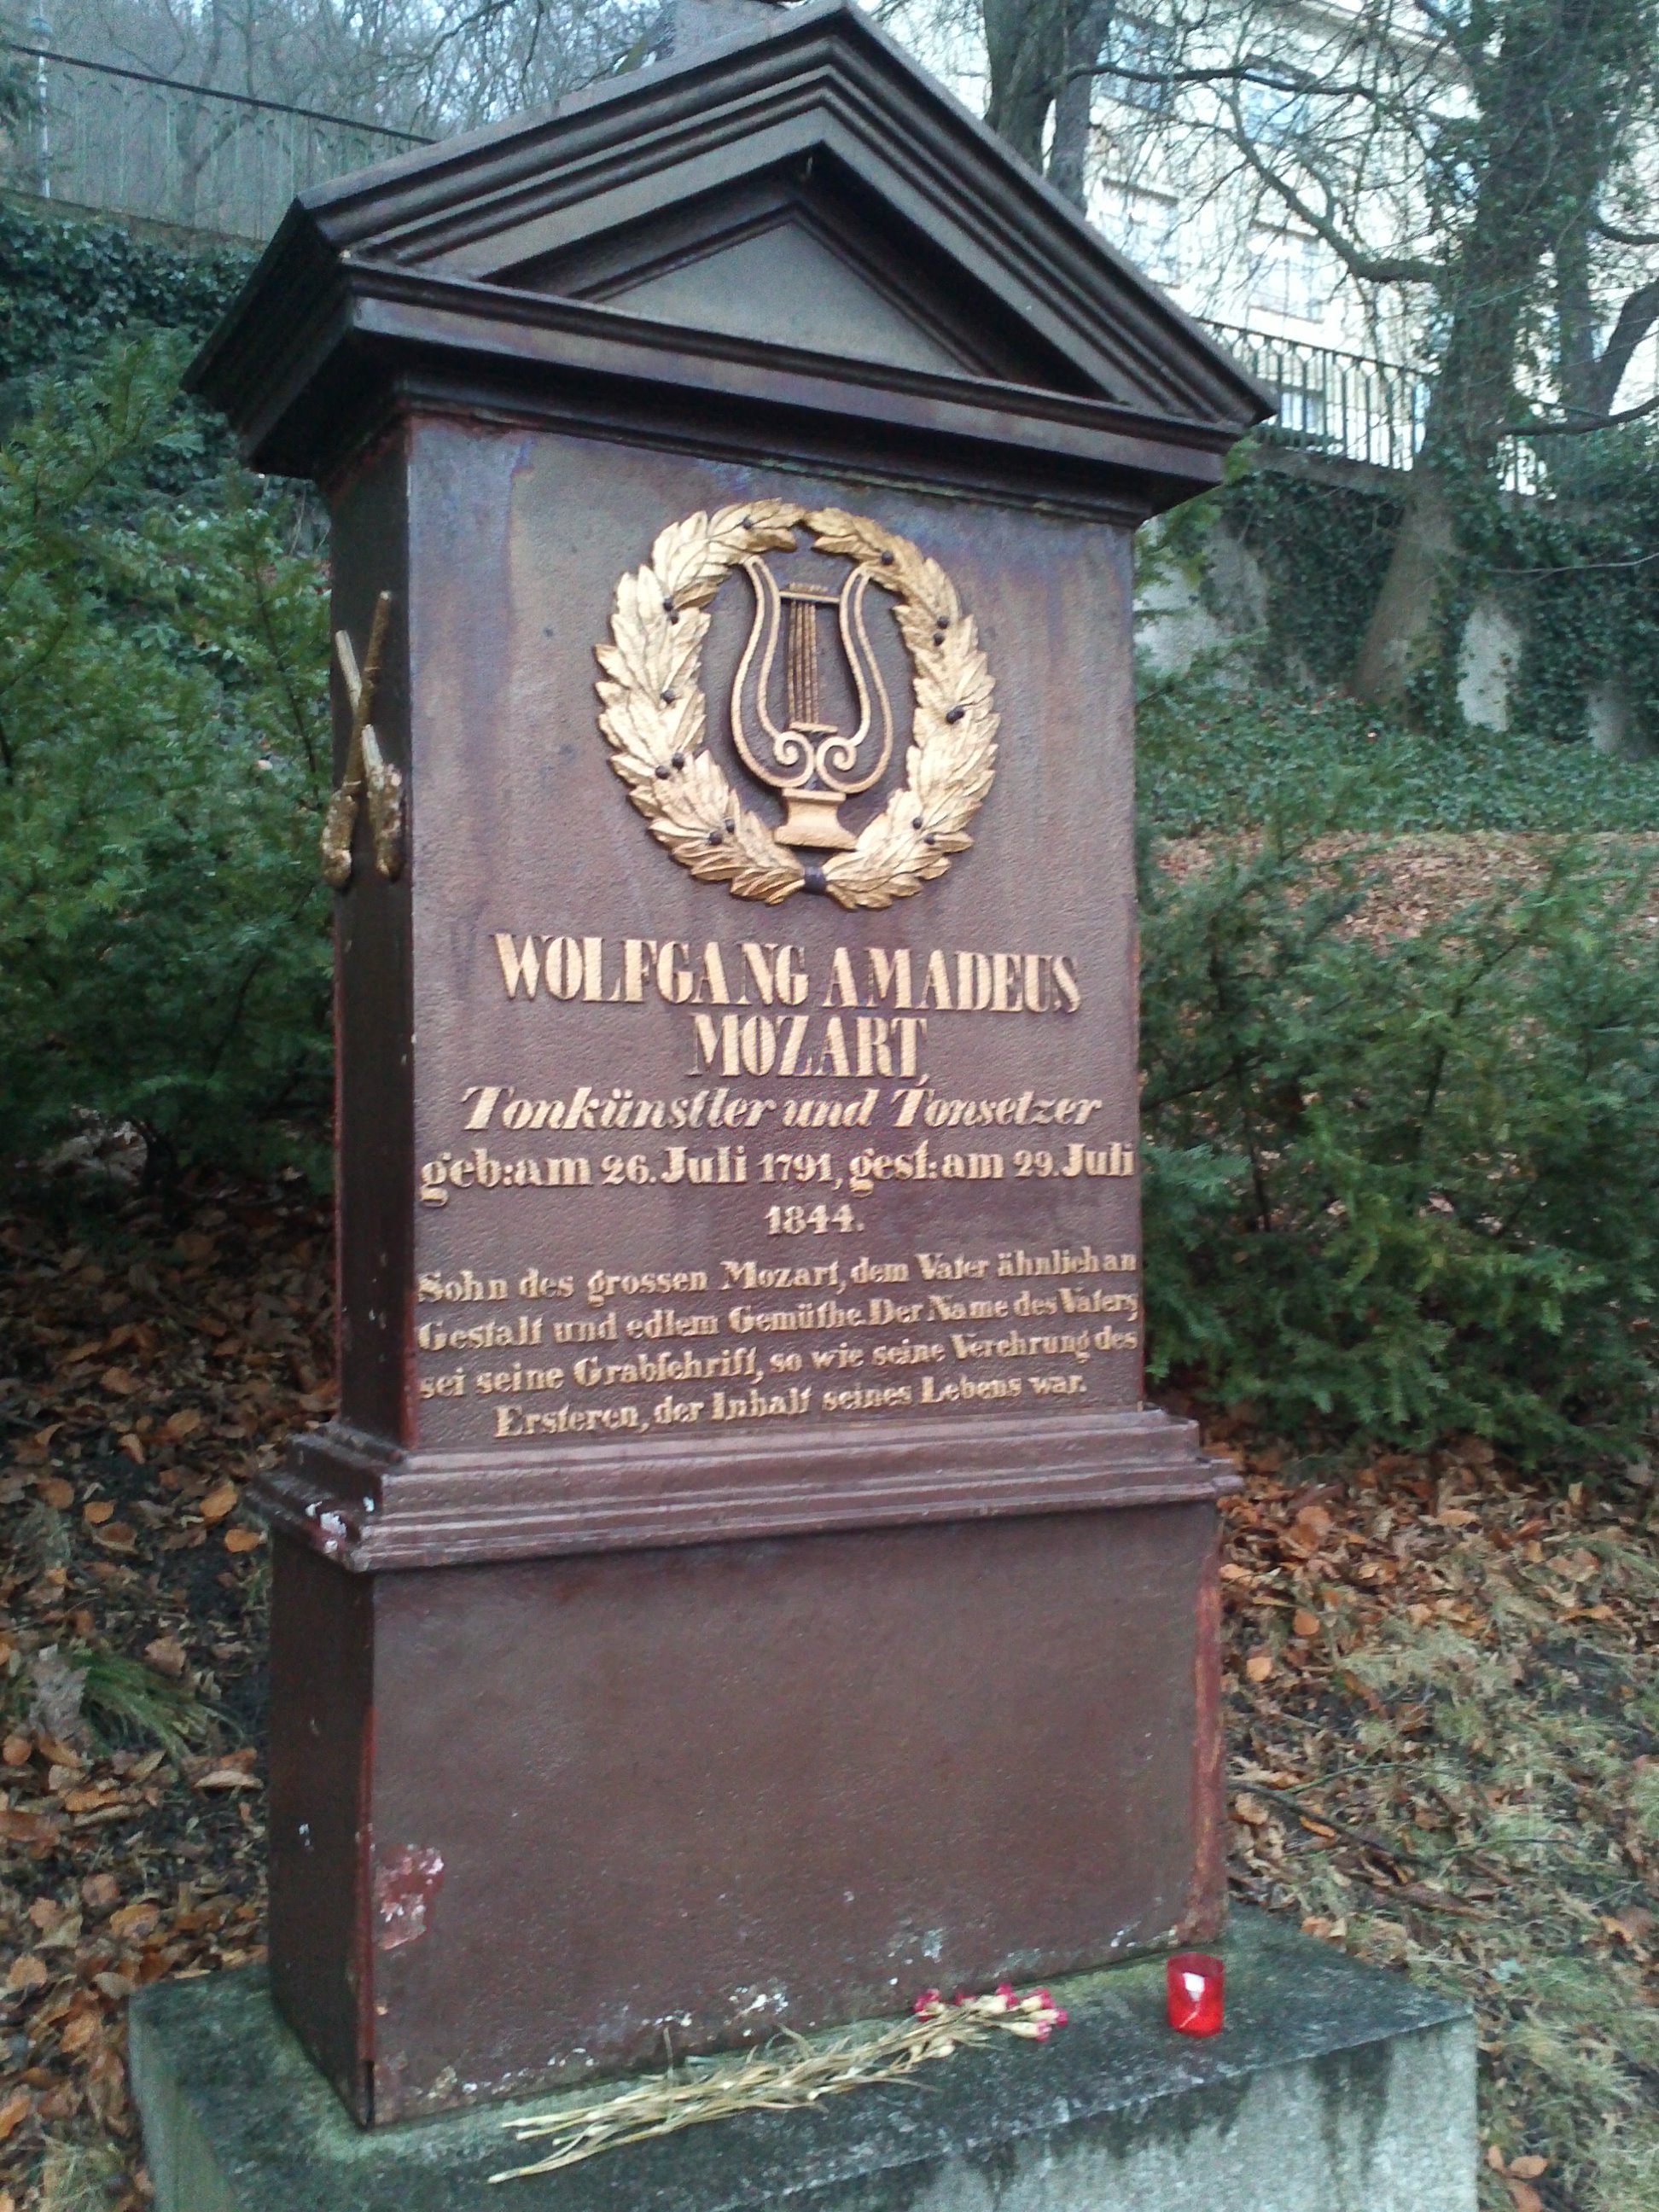 WOLFGANG AMADEUS
MOZART,
Tonkünstler und Tonsetzer
geb: am 26. Juli 1791, gest: am 29. Juli
1844.
Sohn des grossen Mozart, dem Vater ähnlich an
Gestalt und edlem Gemüthe. Der Name des Vaters
sei seine Grabschrift, so wie seine Verehrung des
Ersteren, der Inhalt seines Lebens war.